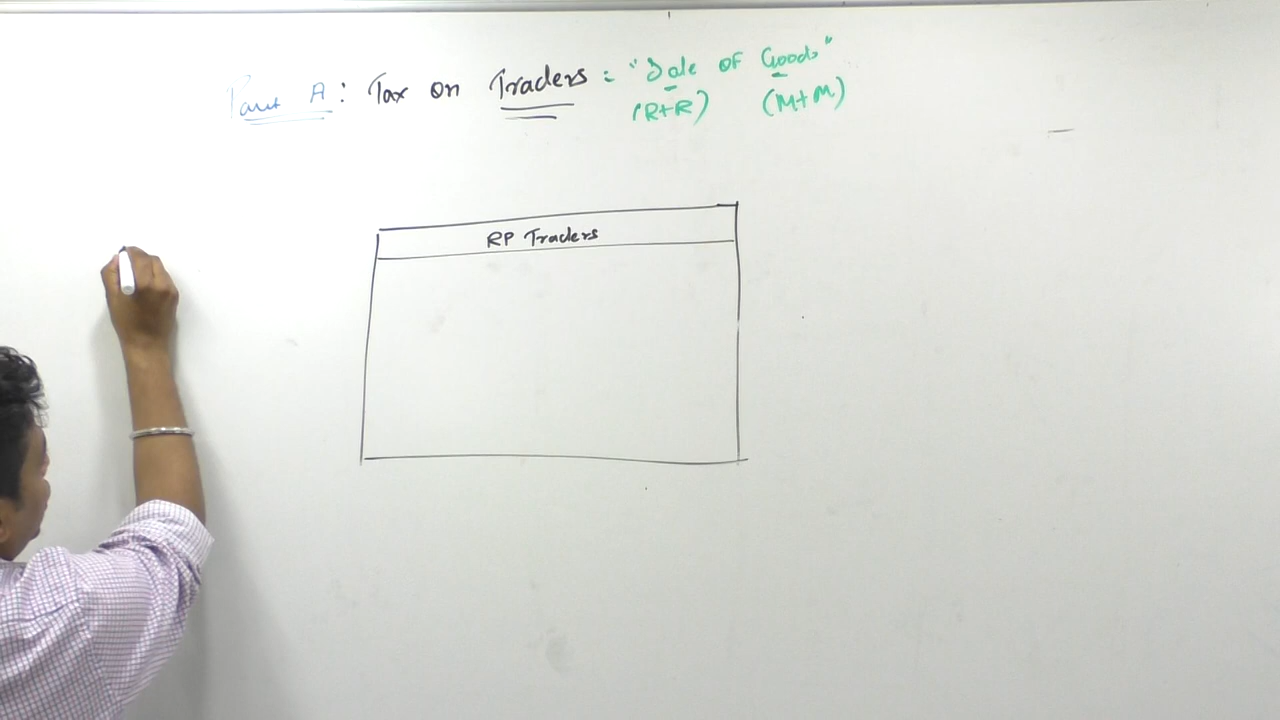 Part A : Tax on Traders : "Sale of Goods"
(R+R) (M+M)
RP Traders